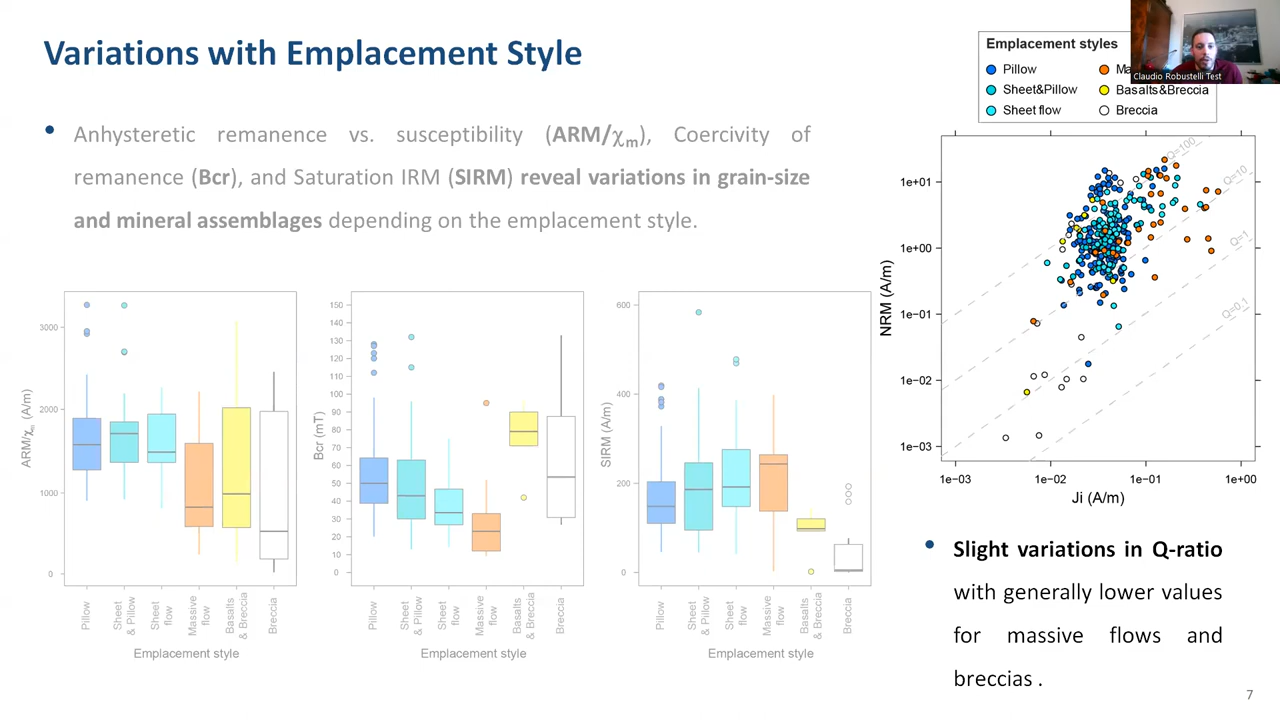 Variations with Emplacement Style
Anhysteretic remanence vs. susceptibility (ARM/χm), Coercivity of
remanence (Bcr), and Saturation IRM (SIRM) reveal variations in grain-size
and mineral assemblages depending on the emplacement style.
Emplacement styles
Pillow
Sheet&Pillow
Sheet flow
Ma
Basalts&Breccia
Breccia
Claudio Robustelli Test
ARM/χm (A/m)
3000
2000
1000
0
Pillow
Sheet
& Pillow
Sheet
flow
Massive
flow
Basalts
& Breccia
Breccia
Emplacement style
Bcr (mT)
150
140
130
120
110
100
90
80
70
60
50
40
30
20
10
0
Pillow
Sheet
& Pillow
Sheet
flow
Massive
flow
Basalts
& Breccia
Breccia
Emplacement style
SIRM (A/m)
600
400
200
0
Pillow
Sheet
& Pillow
Sheet
flow
Massive
flow
Basalts
& Breccia
Breccia
Emplacement style
NRM (A/m)
1e+01
1e+00
1e-01
1e-02
1e-03
Q=100
Q=10
Q=1
Q=0.1
1e-03 1e-02 1e-01 1e+00
Ji (A/m)
Slight variations in Q-ratio
with generally lower values
for massive flows and
breccias .
7